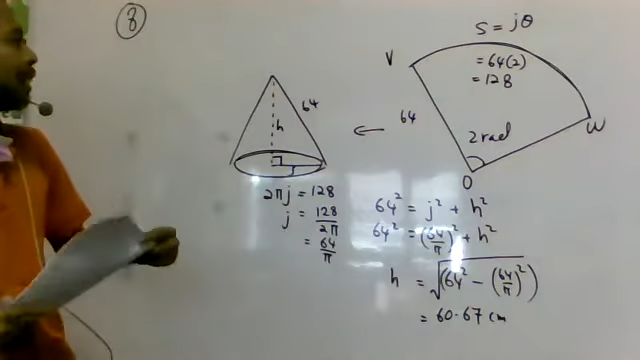 8
S = jθ
= 64(2)
= 128
V
W
O
64
2 rad
64
h
2πj = 128
j = 128/2π
= 64/π
64² = j² + h²
64² = (64/π)² + h²
h = √(64² - (64/π)²)
= 60.67 cm